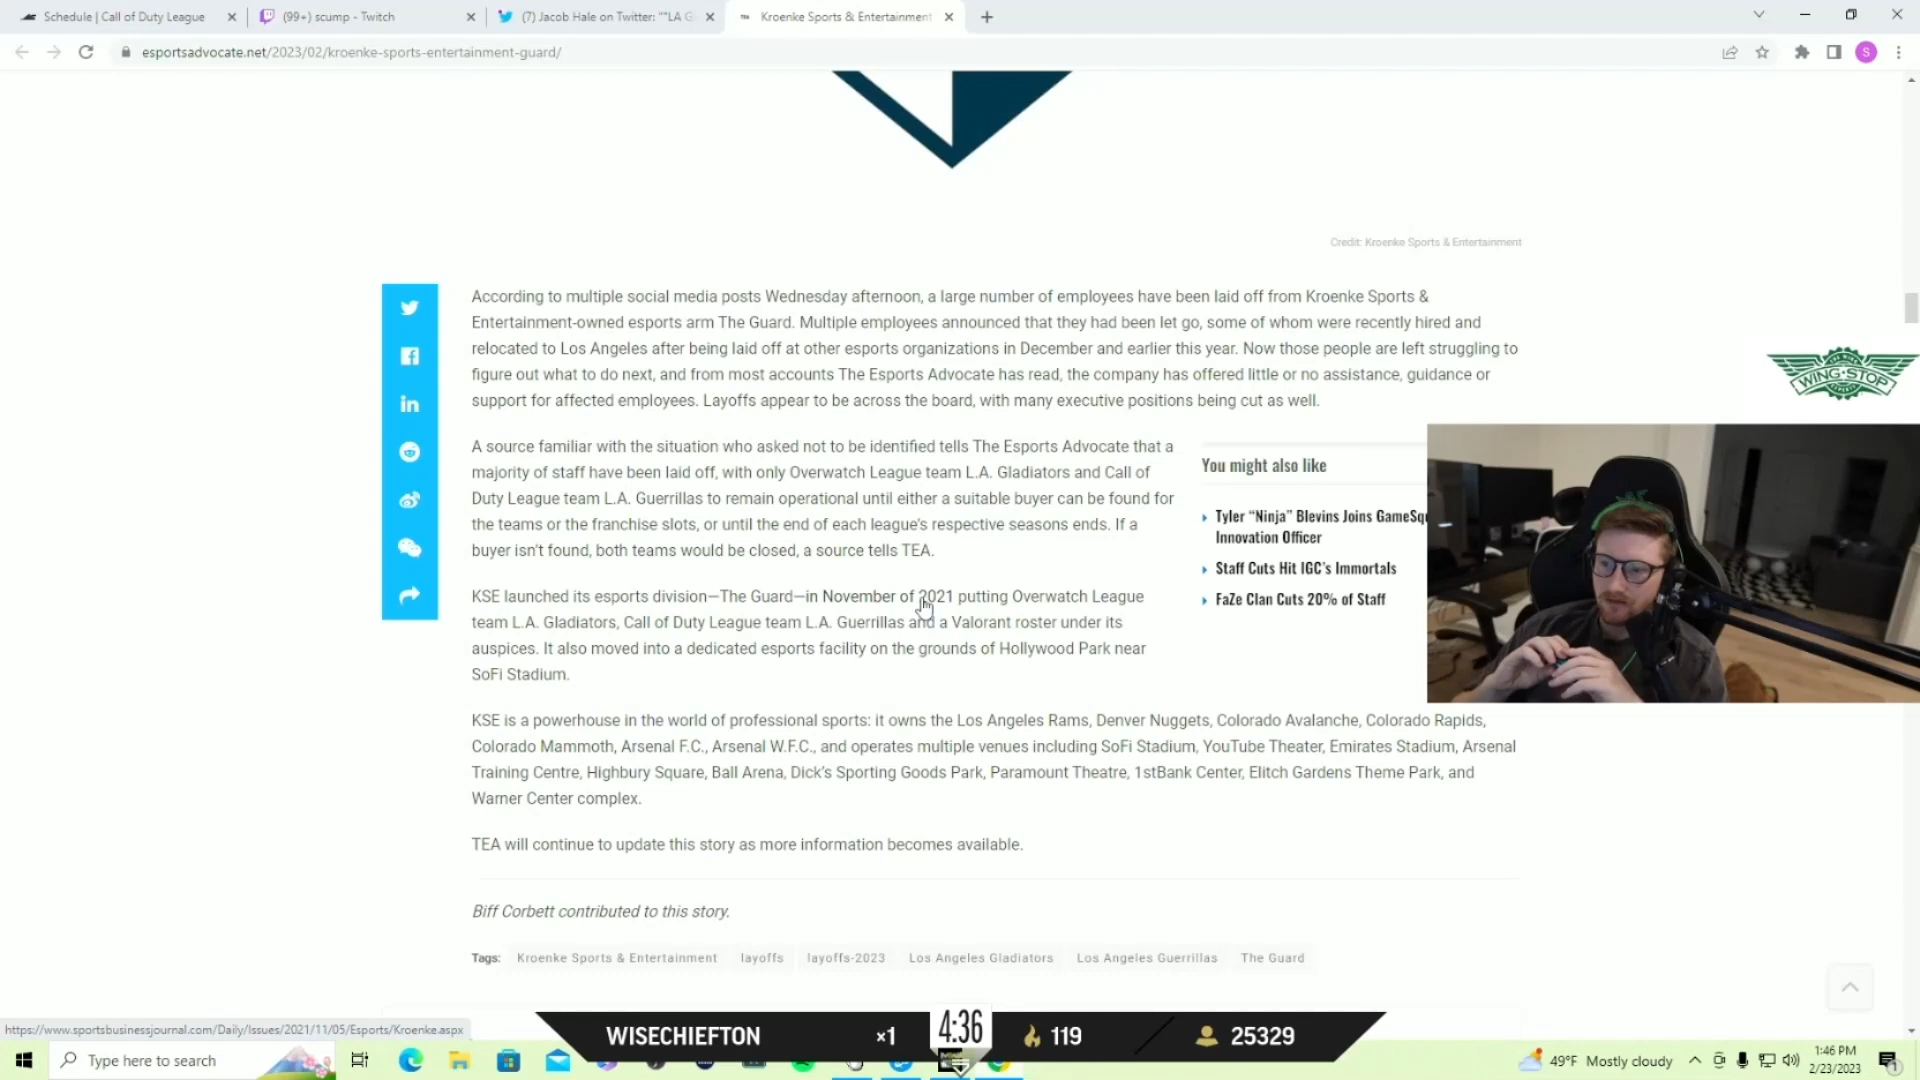 Schedule | Call of Duty League
(99+) scump - Twitch
(7) Jacob Hale on Twitter: "“LA G
Kroenke Sports & Entertainment
esportsadvocate.net/2023/02/kroenke-sports-entertainment-guard/
S
Credit: Kroenke Sports & Entertainment
According to multiple social media posts Wednesday afternoon, a large number of employees have been laid off from Kroenke Sports &
Entertainment-owned esports arm The Guard. Multiple employees announced that they had been let go, some of whom were recently hired and
relocated to Los Angeles after being laid off at other esports organizations in December and earlier this year. Now those people are left struggling to
figure out what to do next, and from most accounts The Esports Advocate has read, the company has offered little or no assistance, guidance or
support for affected employees. Layoffs appear to be across the board, with many executive positions being cut as well.
A source familiar with the situation who asked not to be identified tells The Esports Advocate that a
majority of staff have been laid off, with only Overwatch League team L.A. Gladiators and Call of
Duty League team L.A. Guerrillas to remain operational until either a suitable buyer can be found for
the teams or the franchise slots, or until the end of each league's respective seasons ends. If a
buyer isn't found, both teams would be closed, a source tells TEA.
You might also like
Tyler “Ninja” Blevins Joins GameSqu
Innovation Officer
Staff Cuts Hit IGC's Immortals
FaZe Clan Cuts 20% of Staff
WING·STOP
KSE launched its esports division—The Guard—in November of 2021 putting Overwatch League
team L.A. Gladiators, Call of Duty League team L.A. Guerrillas and a Valorant roster under its
auspices. It also moved into a dedicated esports facility on the grounds of Hollywood Park near
SoFi Stadium.
KSE is a powerhouse in the world of professional sports: it owns the Los Angeles Rams, Denver Nuggets, Colorado Avalanche, Colorado Rapids,
Colorado Mammoth, Arsenal F.C., Arsenal W.F.C., and operates multiple venues including SoFi Stadium, YouTube Theater, Emirates Stadium, Arsenal
Training Centre, Highbury Square, Ball Arena, Dick's Sporting Goods Park, Paramount Theatre, 1stBank Center, Elitch Gardens Theme Park, and
Warner Center complex.
TEA will continue to update this story as more information becomes available.
Biff Corbett contributed to this story.
Tags: Kroenke Sports & Entertainment layoffs layoffs-2023 Los Angeles Gladiators Los Angeles Guerrillas The Guard
https://www.sportsbusinessjournal.com/Daily/Issues/2021/11/05/Esports/Kroenke.aspx
WISECHIEFTON ×1 4:36 119 25329
Type here to search
49°F Mostly cloudy
1:46 PM
2/23/2023